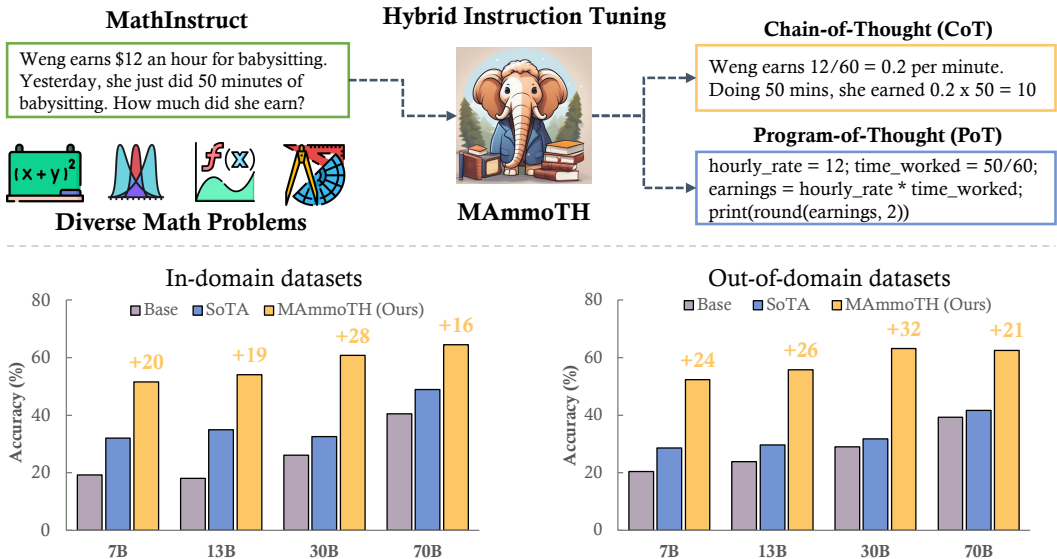 MathInstruct
Weng earns $12 an hour for babysitting.
Yesterday, she just did 50 minutes of
babysitting. How much did she earn?
(x + y)²
f(x)
Diverse Math Problems
Hybrid Instruction Tuning
MAmmoTH
Chain-of-Thought (CoT)
Weng earns 12/60 = 0.2 per minute.
Doing 50 mins, she earned 0.2 x 50 = 10
Program-of-Thought (PoT)
hourly_rate = 12; time_worked = 50/60;
earnings = hourly_rate * time_worked;
print(round(earnings, 2))
In-domain datasets
Base SoTA MAmmoTH (Ours)
Accuracy (%)
80
60
40
20
0
+20
+19
+28
+16
7B 13B 30B 70B
Out-of-domain datasets
Base SoTA MAmmoTH (Ours)
Accuracy (%)
80
60
40
20
0
+24
+26
+32
+21
7B 13B 30B 70B